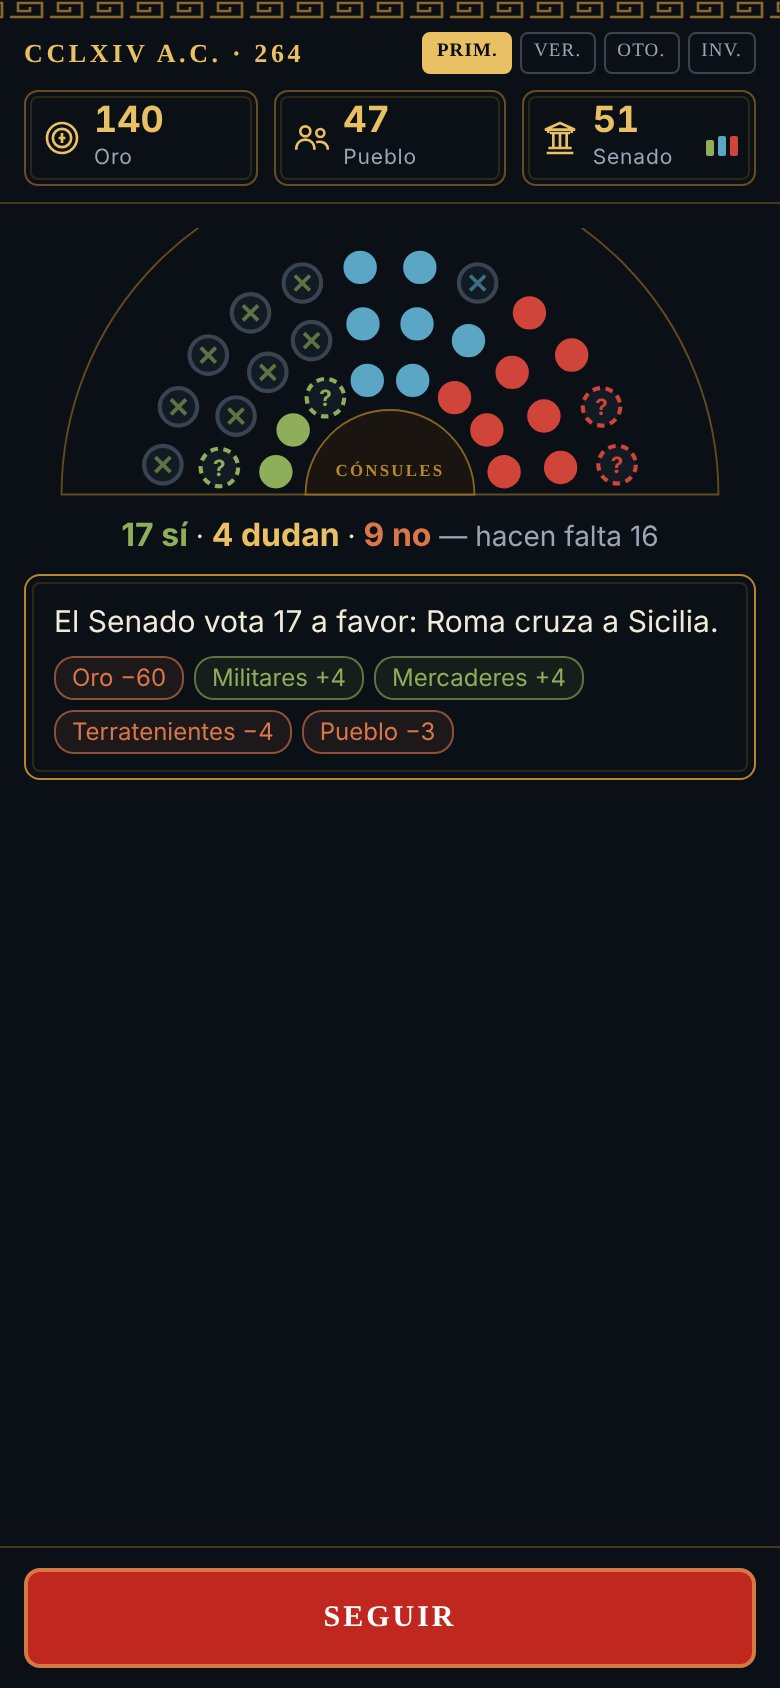 CCLXIV A.C. · 264
PRIM. VER. OTO. INV.
140
Oro
47
Pueblo
51
Senado
?
?
?
?
CÓNSULES
17 sí · 4 dudan · 9 no — hacen falta 16
El Senado vota 17 a favor: Roma cruza a Sicilia.
Oro −60 Militares +4 Mercaderes +4
Terratenientes −4 Pueblo −3
SEGUIR